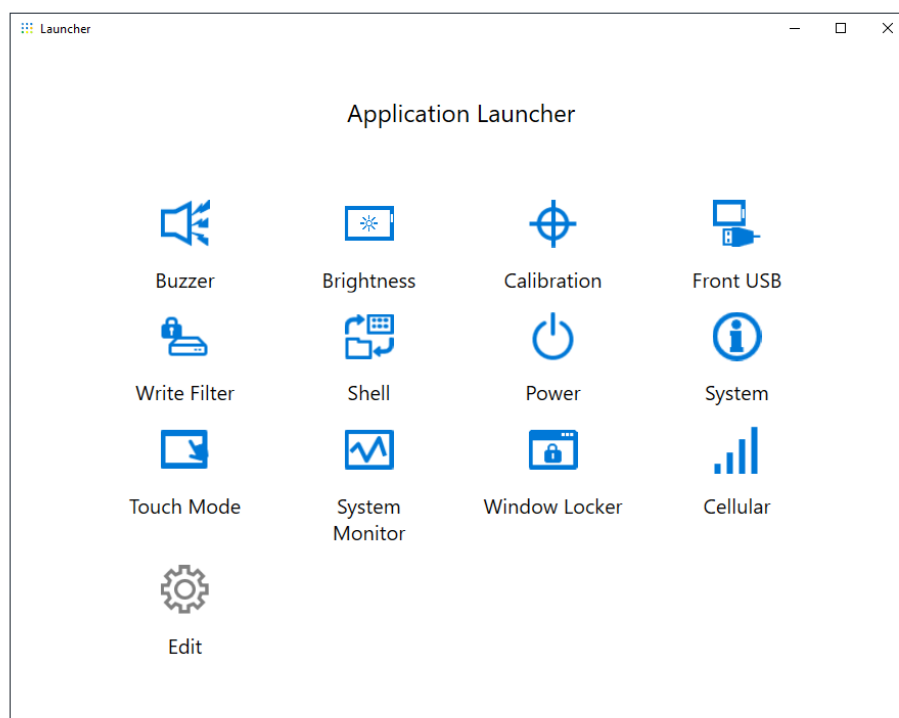 Launcher
Application Launcher
Buzzer
Brightness
Calibration
Front USB
Write Filter
Shell
Power
System
Touch Mode
System
Monitor
Window Locker
Cellular
Edit